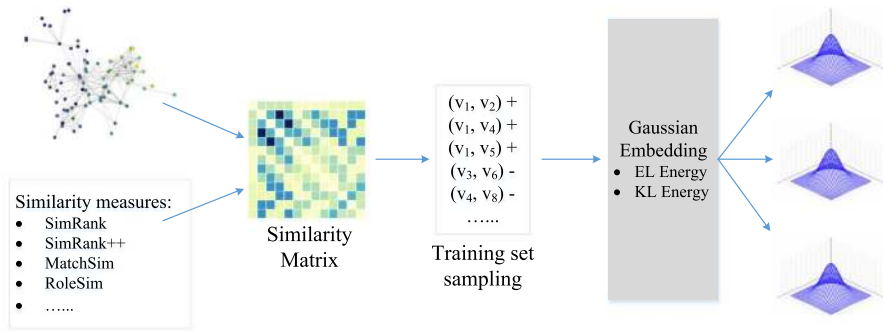 Similarity measures:
• SimRank
• SimRank++
• MatchSim
• RoleSim
• …...
Similarity
Matrix
(v₁, v₂) +
(v₁, v₄) +
(v₁, v₅) +
(v₃, v₆) -
(v₄, v₈) -
…...
Training set
sampling
Gaussian
Embedding
• EL Energy
• KL Energy